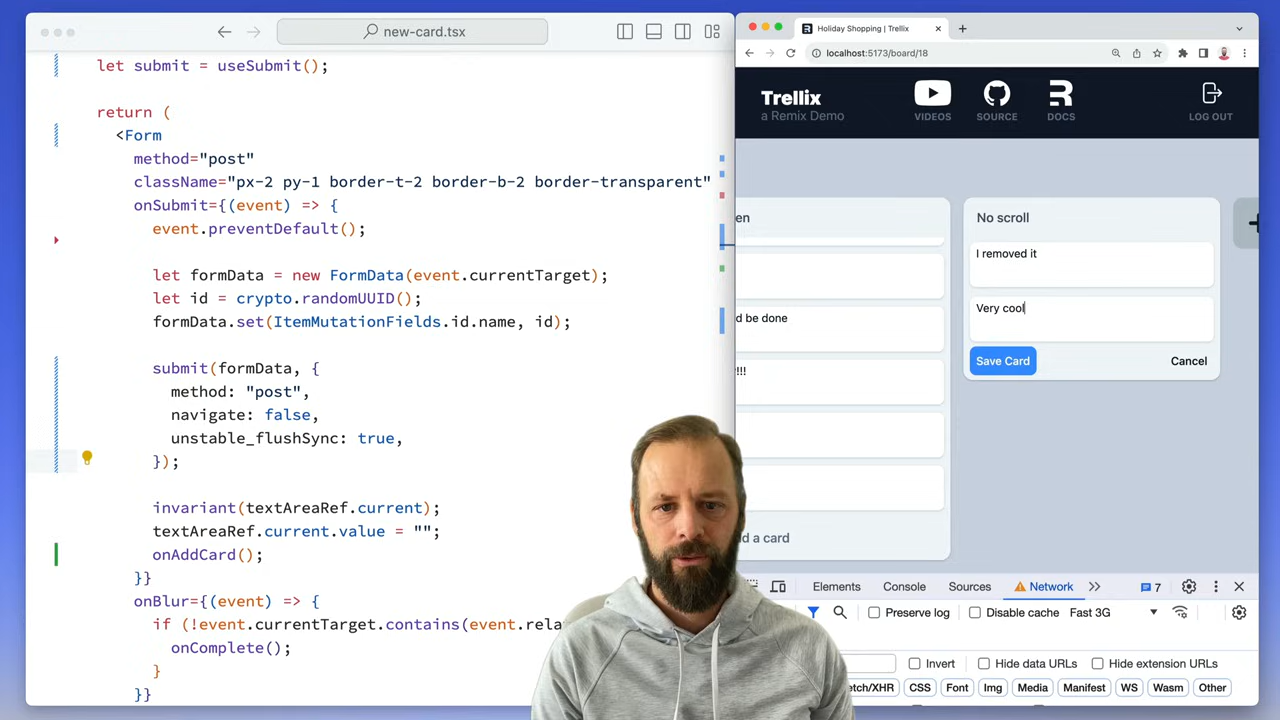 new-card.tsx
let submit = useSubmit();
return (
<Form
method="post"
className="px-2 py-1 border-t-2 border-b-2 border-transparent"
onSubmit={(event) => {
event.preventDefault();
let formData = new FormData(event.currentTarget);
let id = crypto.randomUUID();
formData.set(ItemMutationFields.id.name, id);
submit(formData, {
method: "post",
navigate: false,
unstable_flushSync: true,
});
invariant(textAreaRef.current);
textAreaRef.current.value = "";
onAddCard();
}}
onBlur={(event) => {
if (!event.currentTarget.contains(event.rela
onComplete();
}
}}
Holiday Shopping | Trellix
localhost:5173/board/18
Trellix
a Remix Demo
VIDEOS
SOURCE
DOCS
LOG OUT
en
d be done
!!!
d a card
No scroll
I removed it
Very cool
Save Card
Cancel
Elements
Console
Sources
Network
7
Preserve log
Disable cache
Fast 3G
Invert
Hide data URLs
Hide extension URLs
etch/XHR
CSS
Font
Img
Media
Manifest
WS
Wasm
Other